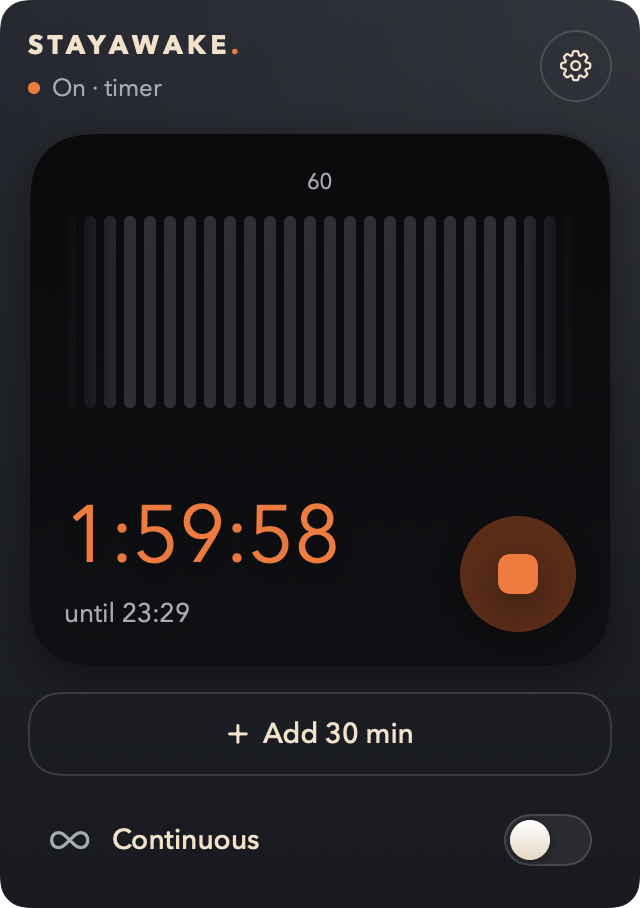 STAYAWAKE.
On · timer
60
1:59:58
until 23:29
+ Add 30 min
Continuous